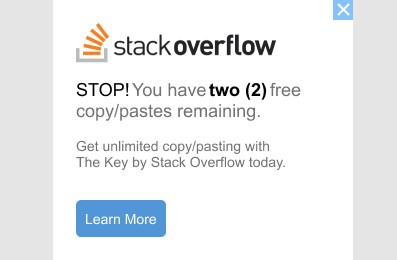 stackoverflow
STOP! You have two (2) free
copy/pastes remaining.
Get unlimited copy/pasting with
The Key by Stack Overflow today.
Learn More